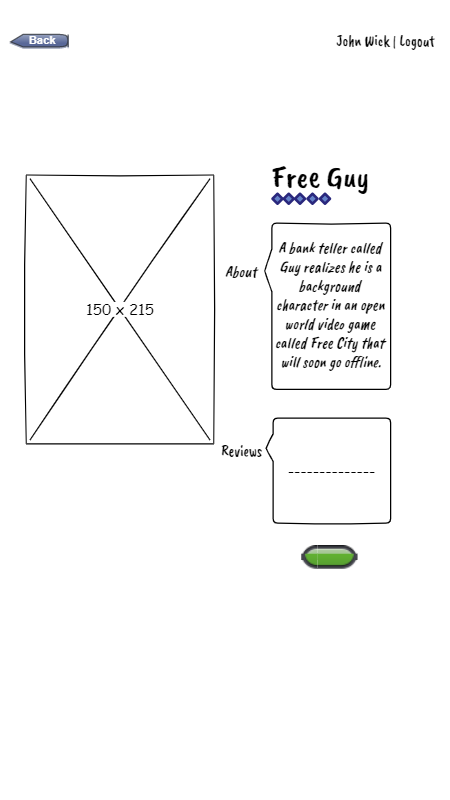 Back
John Wick | Logout
Free Guy
About
A bank teller called
Guy realizes he is a
background
character in an open
world video game
called Free City that
will soon go offline.
150 x 215
Reviews